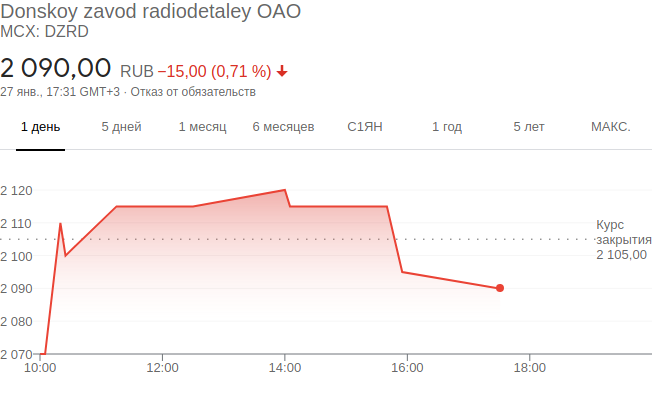 Donskoy zavod radiodetaley OAO
MCX: DZRD
2 090,00 RUB −15,00 (0,71 %)
27 янв., 17:31 GMT+3 · Отказ от обязательств
1 день 5 дней 1 месяц 6 месяцев С1ЯН 1 год 5 лет МАКС.
2 120
2 110
2 100
2 090
2 080
2 070
Курс
закрытия
2 105,00
10:00 12:00 14:00 16:00 18:00